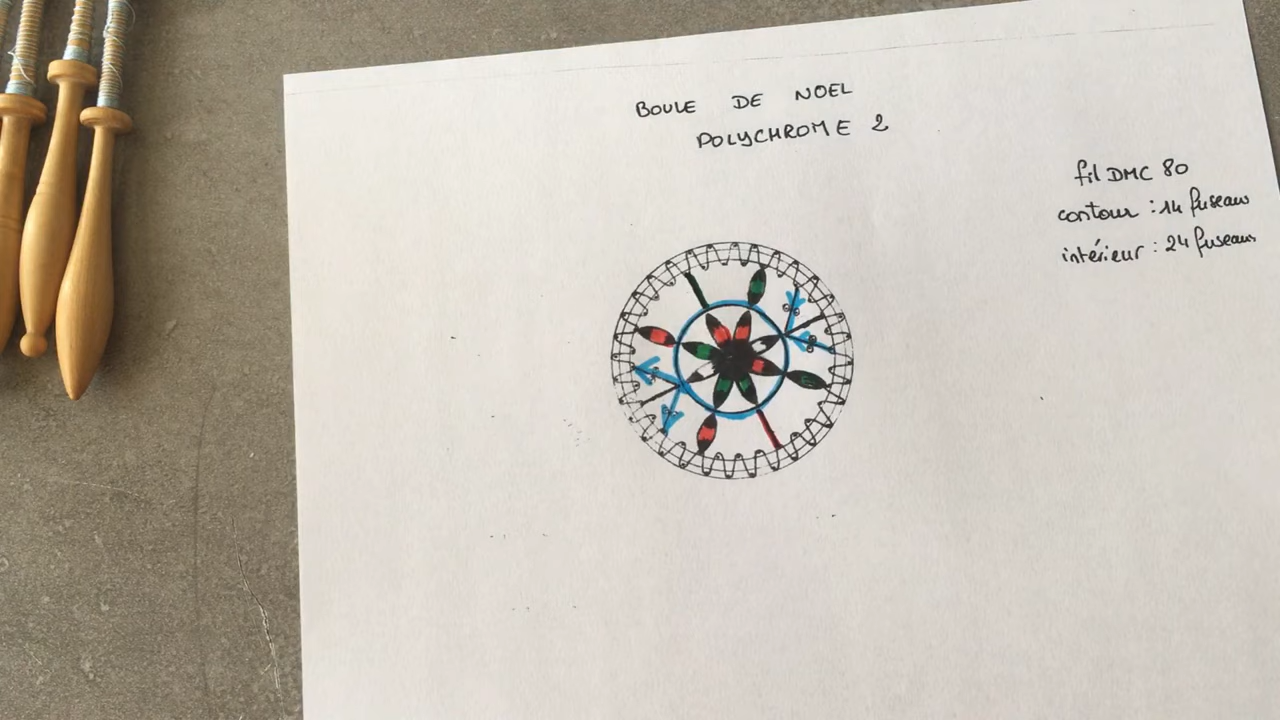 BOULE DE NOEL
POLYCHROME 2
fil DMC 80
contour : 14 fuseaux
intérieur : 24 fuseaux